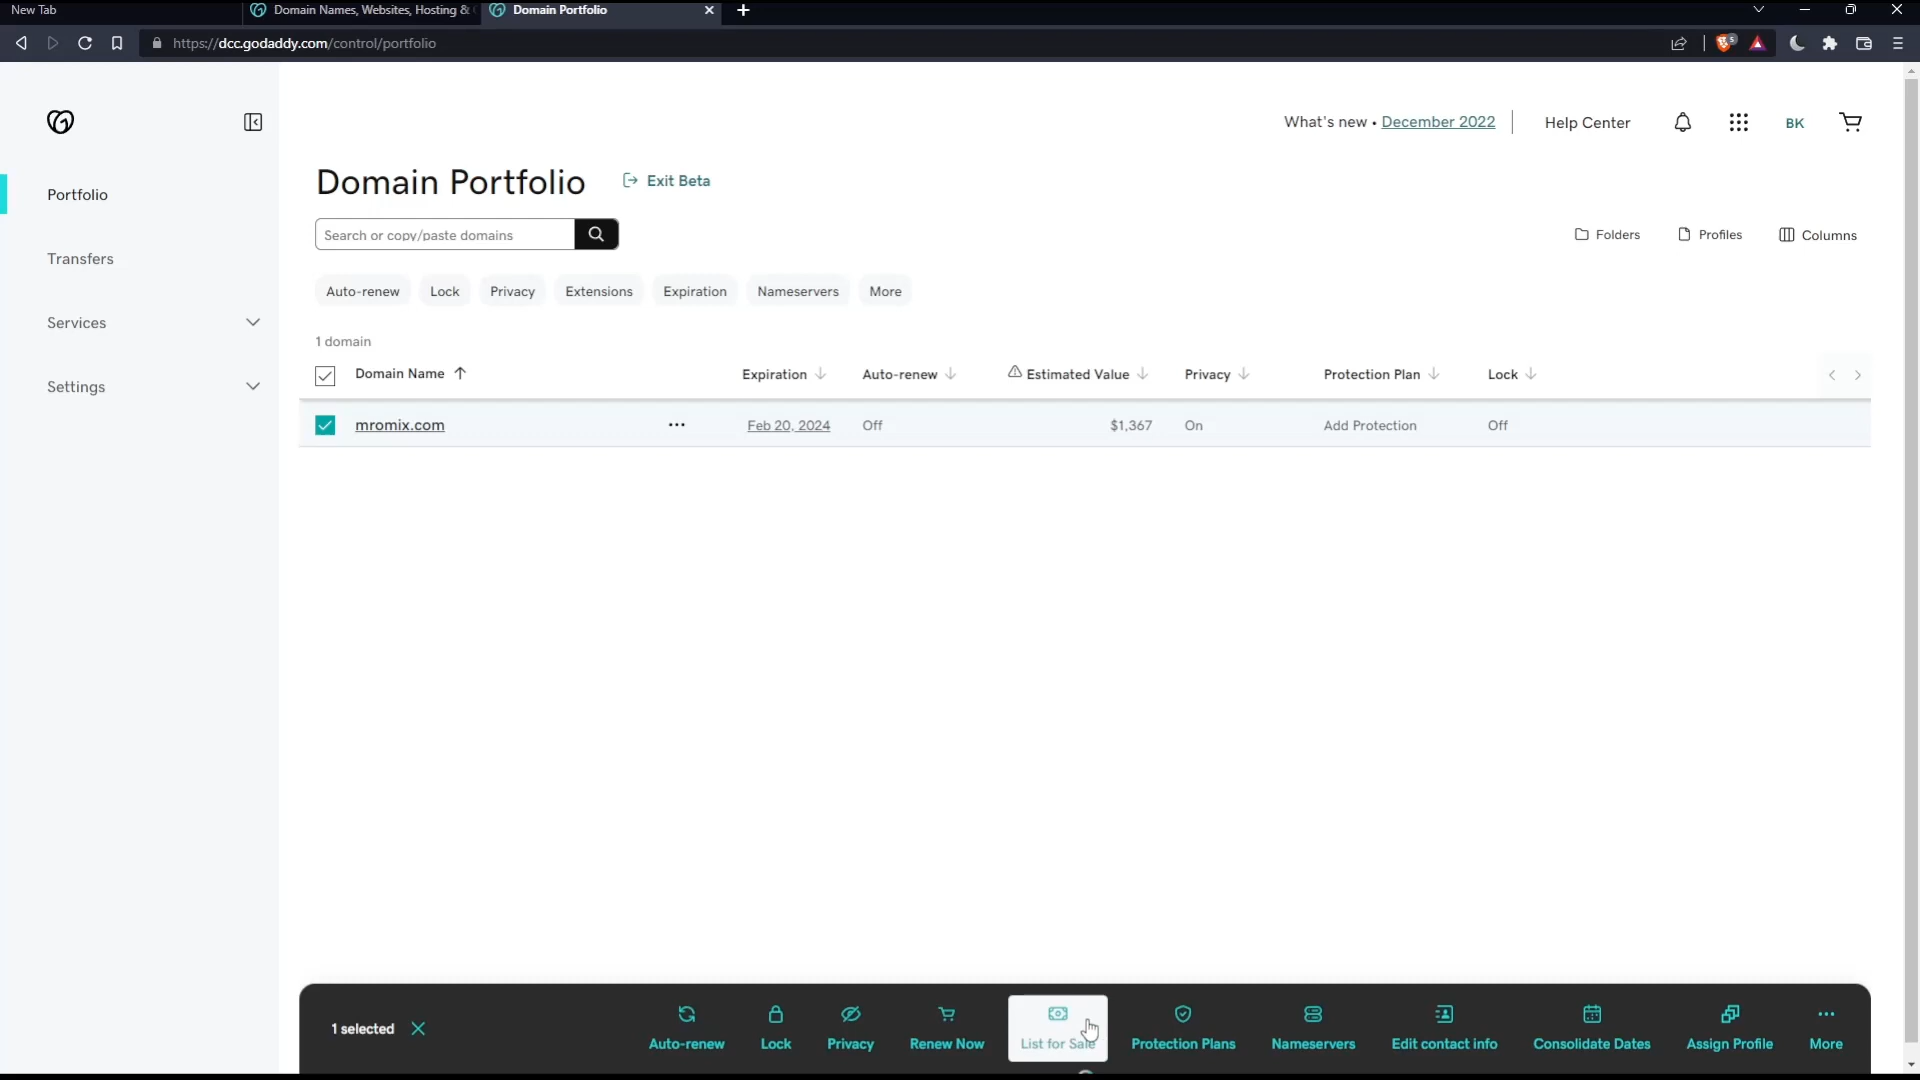 New Tab
Domain Names, Websites, Hosting &
Domain Portfolio
https://dcc.godaddy.com/control/portfolio
5
What's new • December 2022
Help Center
BK
Domain Portfolio
Exit Beta
Portfolio
Search or copy/paste domains
Folders
Profiles
Columns
Transfers
Auto-renew
Lock
Privacy
Extensions
Expiration
Nameservers
More
Services
1 domain
Domain Name
Expiration
Auto-renew
Estimated Value
Privacy
Protection Plan
Lock
Settings
mromix.com
Feb 20, 2024
Off
$1,367
On
Add Protection
Off
1 selected
Auto-renew
Lock
Privacy
Renew Now
List for Sale
Protection Plans
Nameservers
Edit contact info
Consolidate Dates
Assign Profile
More